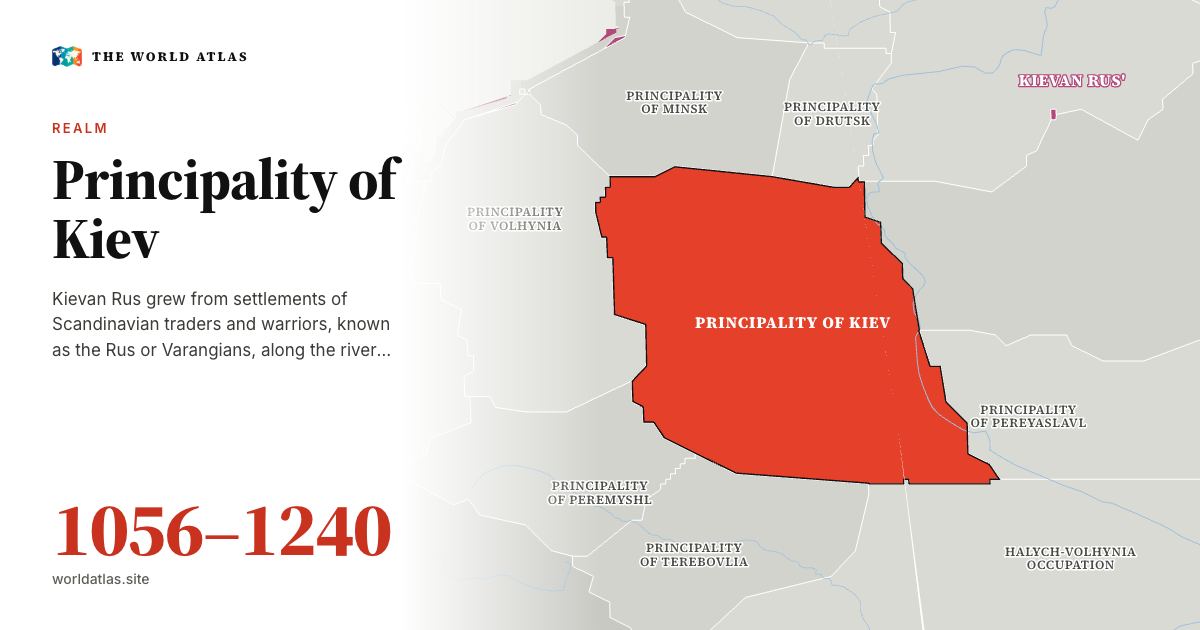 THE WORLD ATLAS
REALM
Principality of
Kiev
Kievan Rus grew from settlements of
Scandinavian traders and warriors, known
as the Rus or Varangians, along the river...
1056–1240
worldatlas.site
KIEVAN RUS'
PRINCIPALITY
OF MINSK
PRINCIPALITY
OF DRUTSK
PRINCIPALITY
OF VOLHYNIA
PRINCIPALITY OF KIEV
PRINCIPALITY
OF PEREYASLAVL
PRINCIPALITY
OF PEREMYSHL
PRINCIPALITY
OF TEREBOVLIA
HALYCH-VOLHYNIA
OCCUPATION